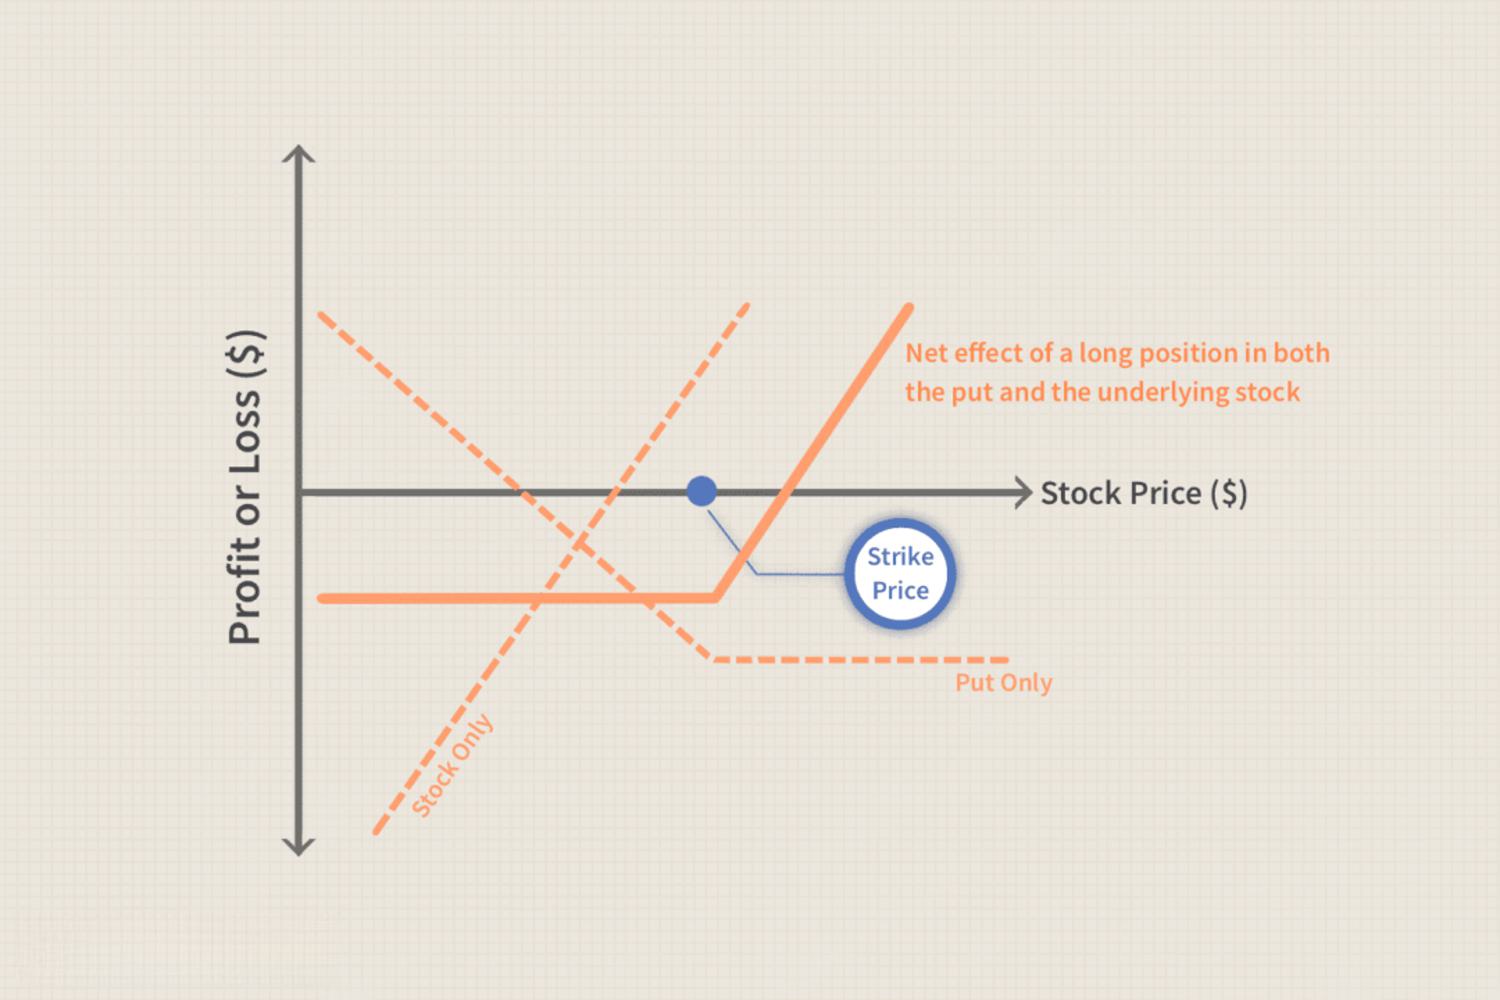 Profit or Loss ($)
Net effect of a long position in both
the put and the underlying stock
Stock Price ($)
Strike
Price
Put Only
Stock Only